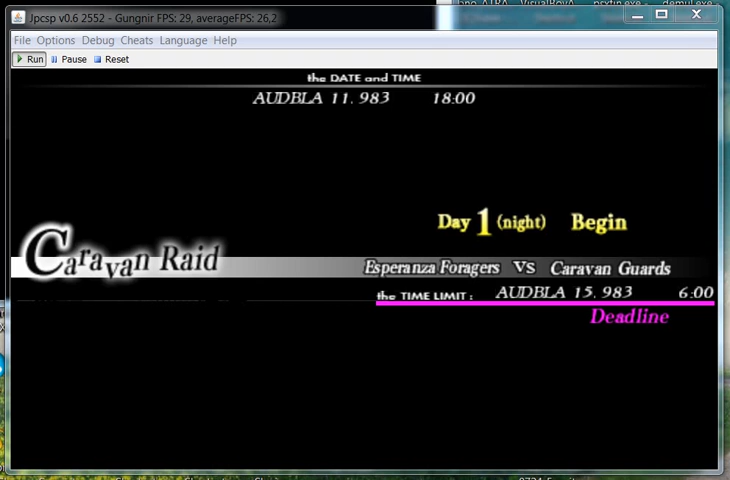 Jpcsp v0.6 2552 - Gungnir FPS: 29, averageFPS: 26,2
File Options Debug Cheats Language Help
Run Pause Reset
the DATE and TIME
AUDBLA 11. 983 18:00
Day 1 (night) Begin
Caravan Raid
Esperanza Foragers VS Caravan Guards
the TIME LIMIT : AUDBLA 15. 983 6:00
Deadline